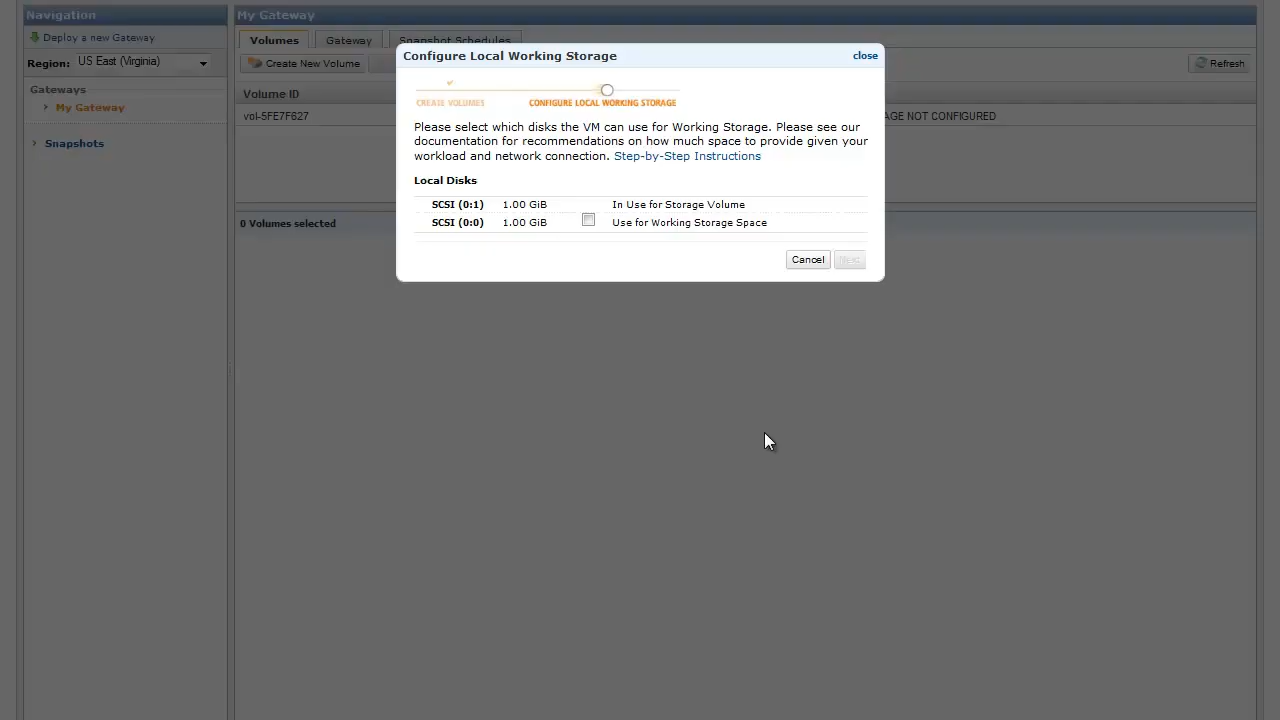 Navigation
Deploy a new Gateway
Region: US East (Virginia)
Gateways
My Gateway
Snapshots
My Gateway
Volumes
Gateway
Snapshot Schedules
Create New Volume
Refresh
Volume ID
vol-5FE7F627
AGE NOT CONFIGURED
0 Volumes selected
Configure Local Working Storage
close
CREATE VOLUMES
CONFIGURE LOCAL WORKING STORAGE
Please select which disks the VM can use for Working Storage. Please see our
documentation for recommendations on how much space to provide given your
workload and network connection. Step-by-Step Instructions
Local Disks
SCSI (0:1) 1.00 GiB In Use for Storage Volume
SCSI (0:0) 1.00 GiB Use for Working Storage Space
Cancel
Next